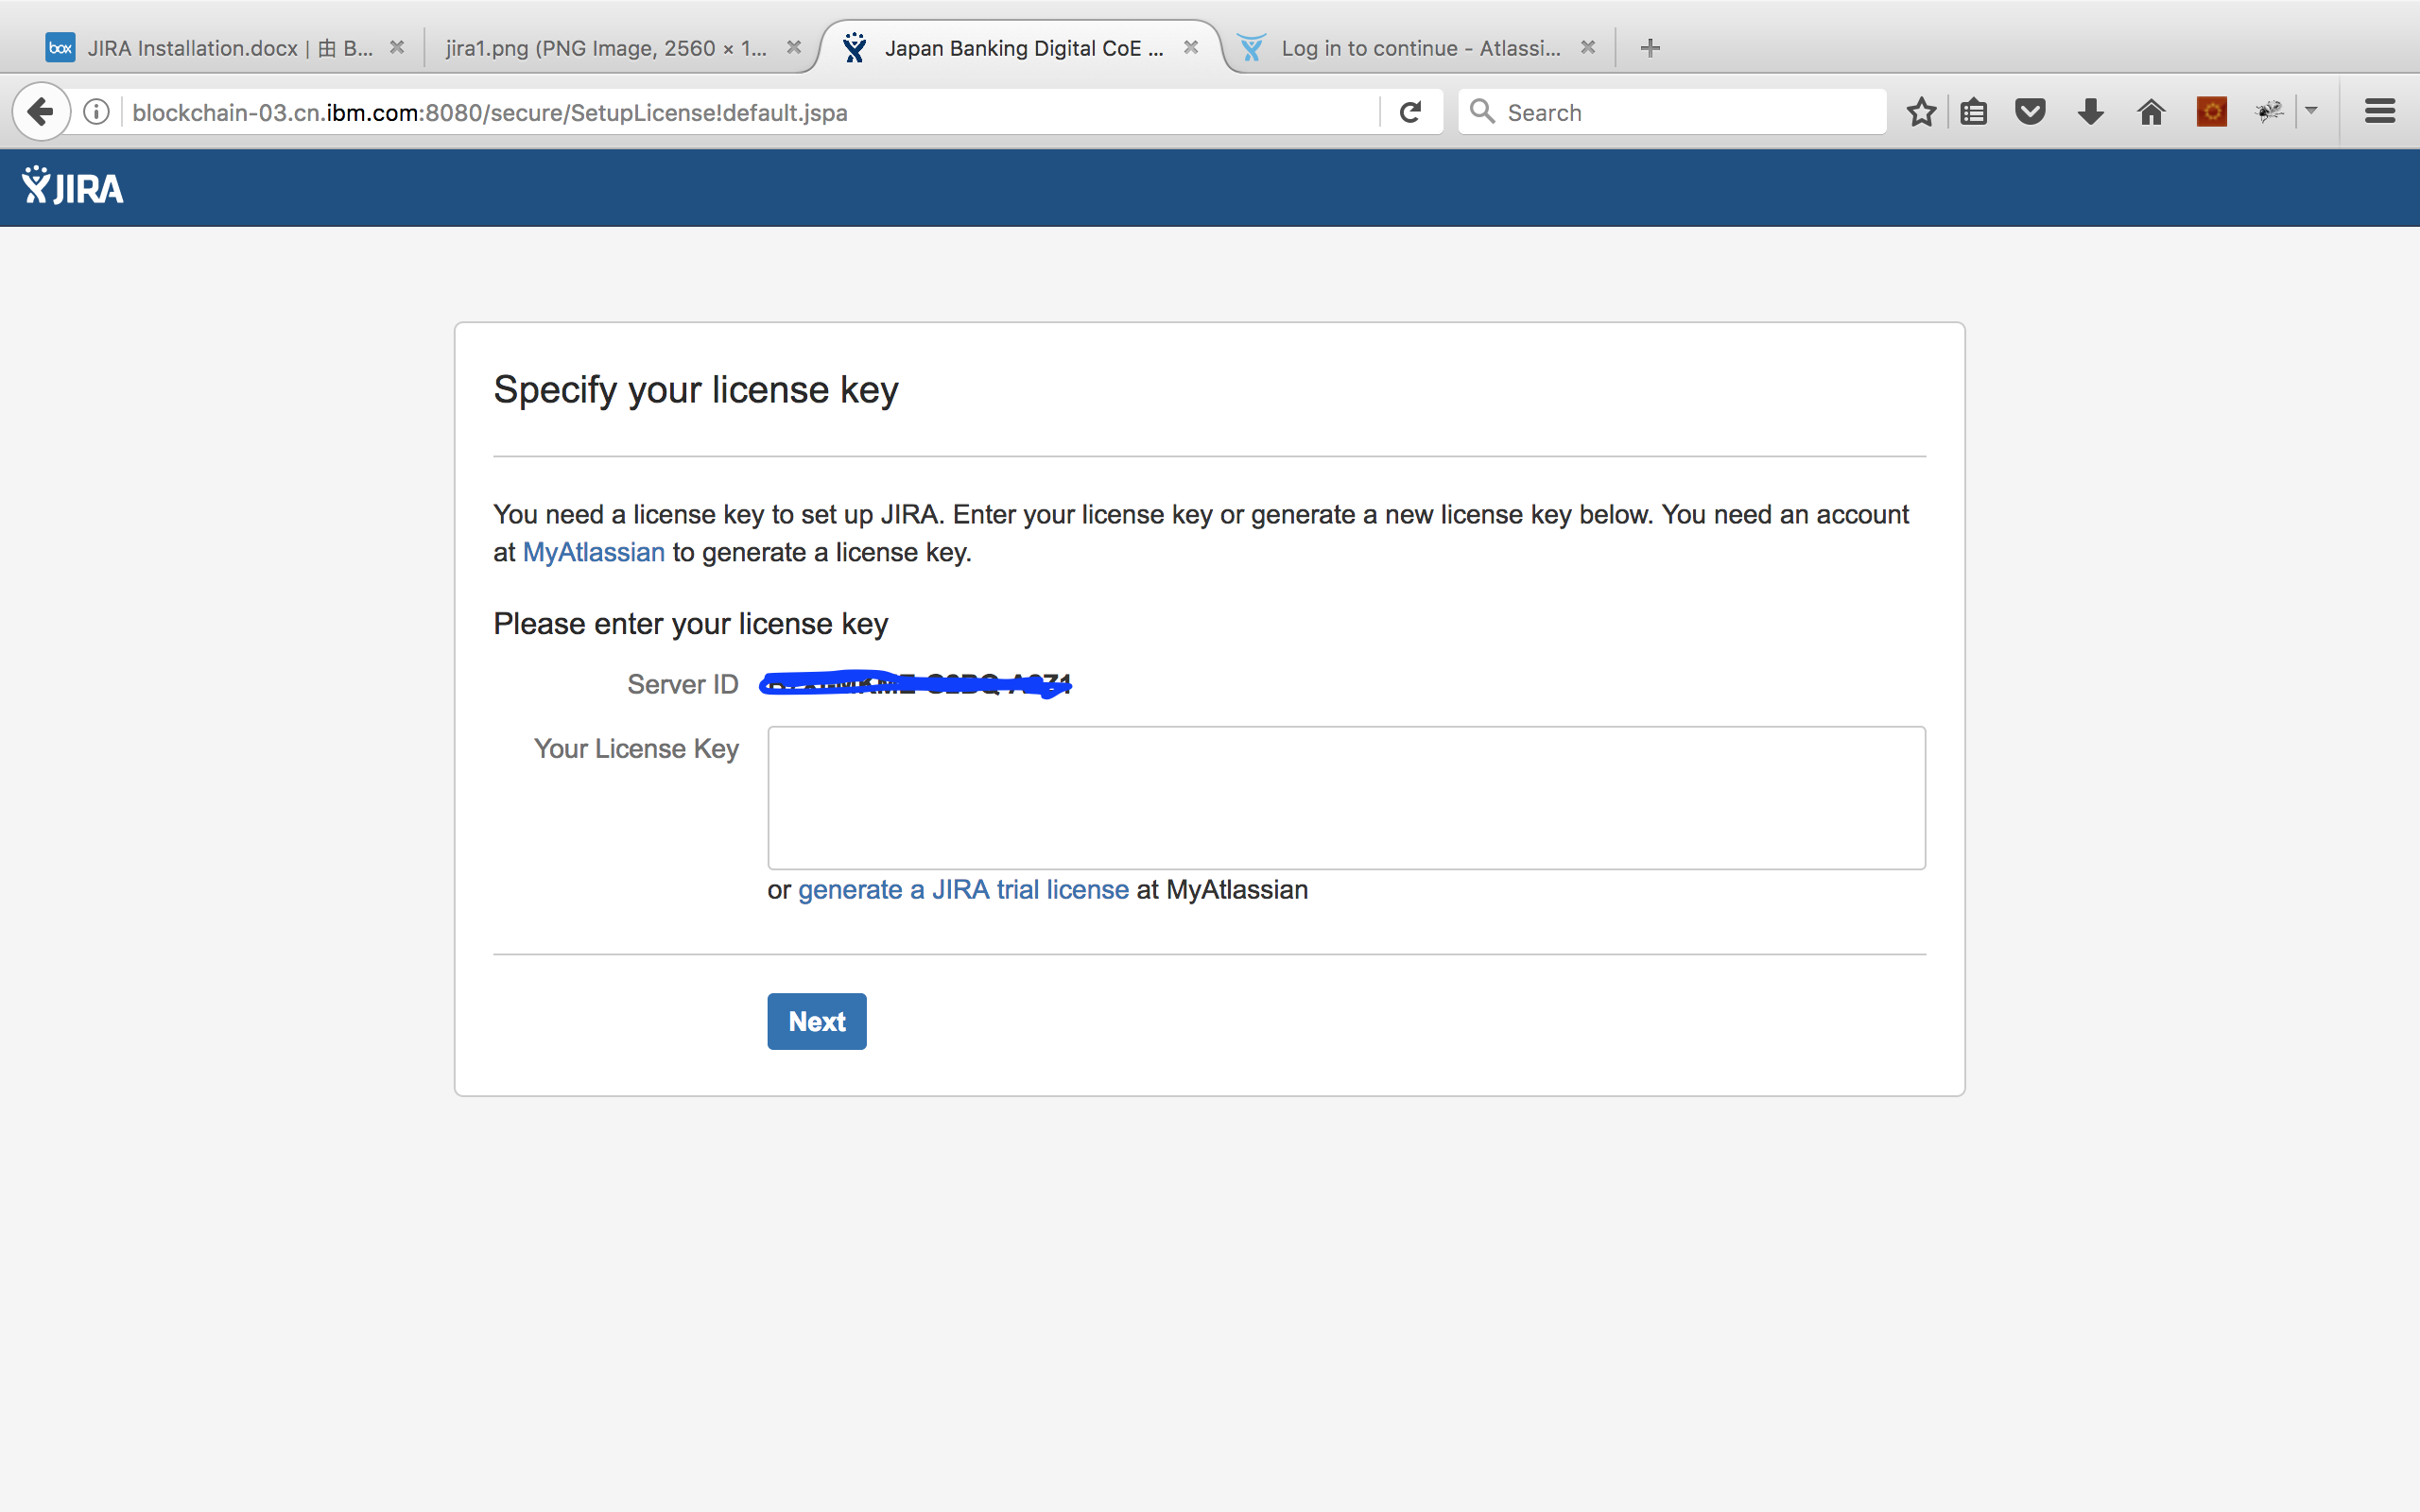 box JIRA Installation.docx | 由 B...
jira1.png (PNG Image, 2560 × 1...
Japan Banking Digital CoE ...
Log in to continue - Atlassi...
blockchain-03.cn.ibm.com:8080/secure/SetupLicense!default.jspa
Search
JIRA
Specify your license key
You need a license key to set up JIRA. Enter your license key or generate a new license key below. You need an account
at MyAtlassian to generate a license key.
Please enter your license key
Server ID
Your License Key
or generate a JIRA trial license at MyAtlassian
Next